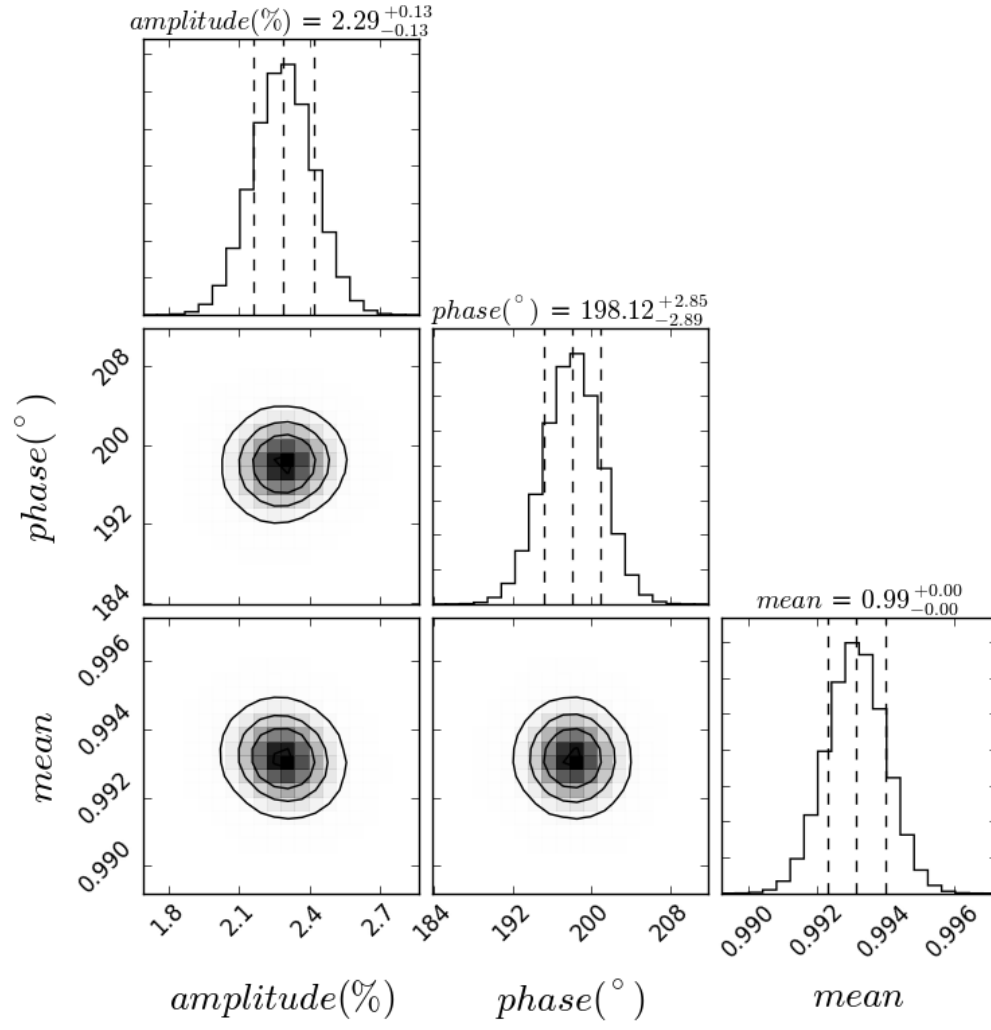 amplitude(%) = 2.29 +0.13 −0.13
phase(°) = 198.12 +2.85 −2.89
208
200
192
184
phase(°)
mean = 0.99 +0.00 −0.00
0.996
0.994
0.992
0.990
mean
1.8 2.1 2.4 2.7
184 192 200 208
0.990 0.992 0.994 0.996
amplitude(%) phase(°) mean